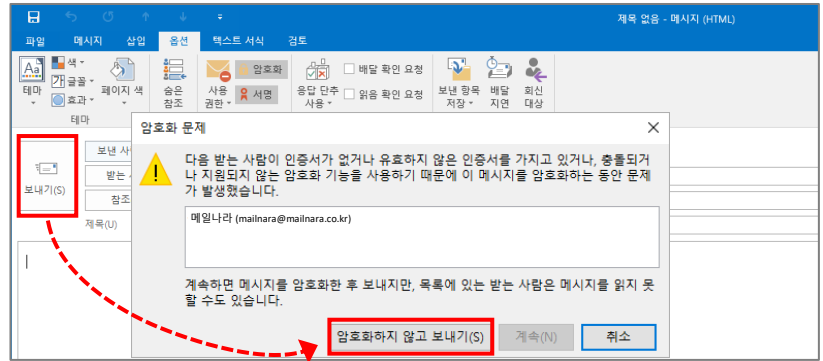 제목 없음 - 메시지 (HTML)
파일 메시지 삽입 옵션 텍스트 서식 검토
테마
색
가 글꼴
효과
페이지 색
숨은 참조
사용 권한
암호화
서명
응답 단추 사용
배달 확인 요청
읽음 확인 요청
보낸 항목 저장
배달 지연
회신 대상
테마
보내기(S)
보낸 사
받는
참조
제목(U)
암호화 문제
다음 받는 사람이 인증서가 없거나 유효하지 않은 인증서를 가지고 있거나, 충돌되거
나 지원되지 않는 암호화 기능을 사용하기 때문에 이 메시지를 암호화하는 동안 문제
가 발생했습니다.
메일나라 (mailnara@mailnara.co.kr)
계속하면 메시지를 암호화한 후 보내지만, 목록에 있는 받는 사람은 메시지를 읽지 못
할 수도 있습니다.
암호화하지 않고 보내기(S) 계속(N) 취소